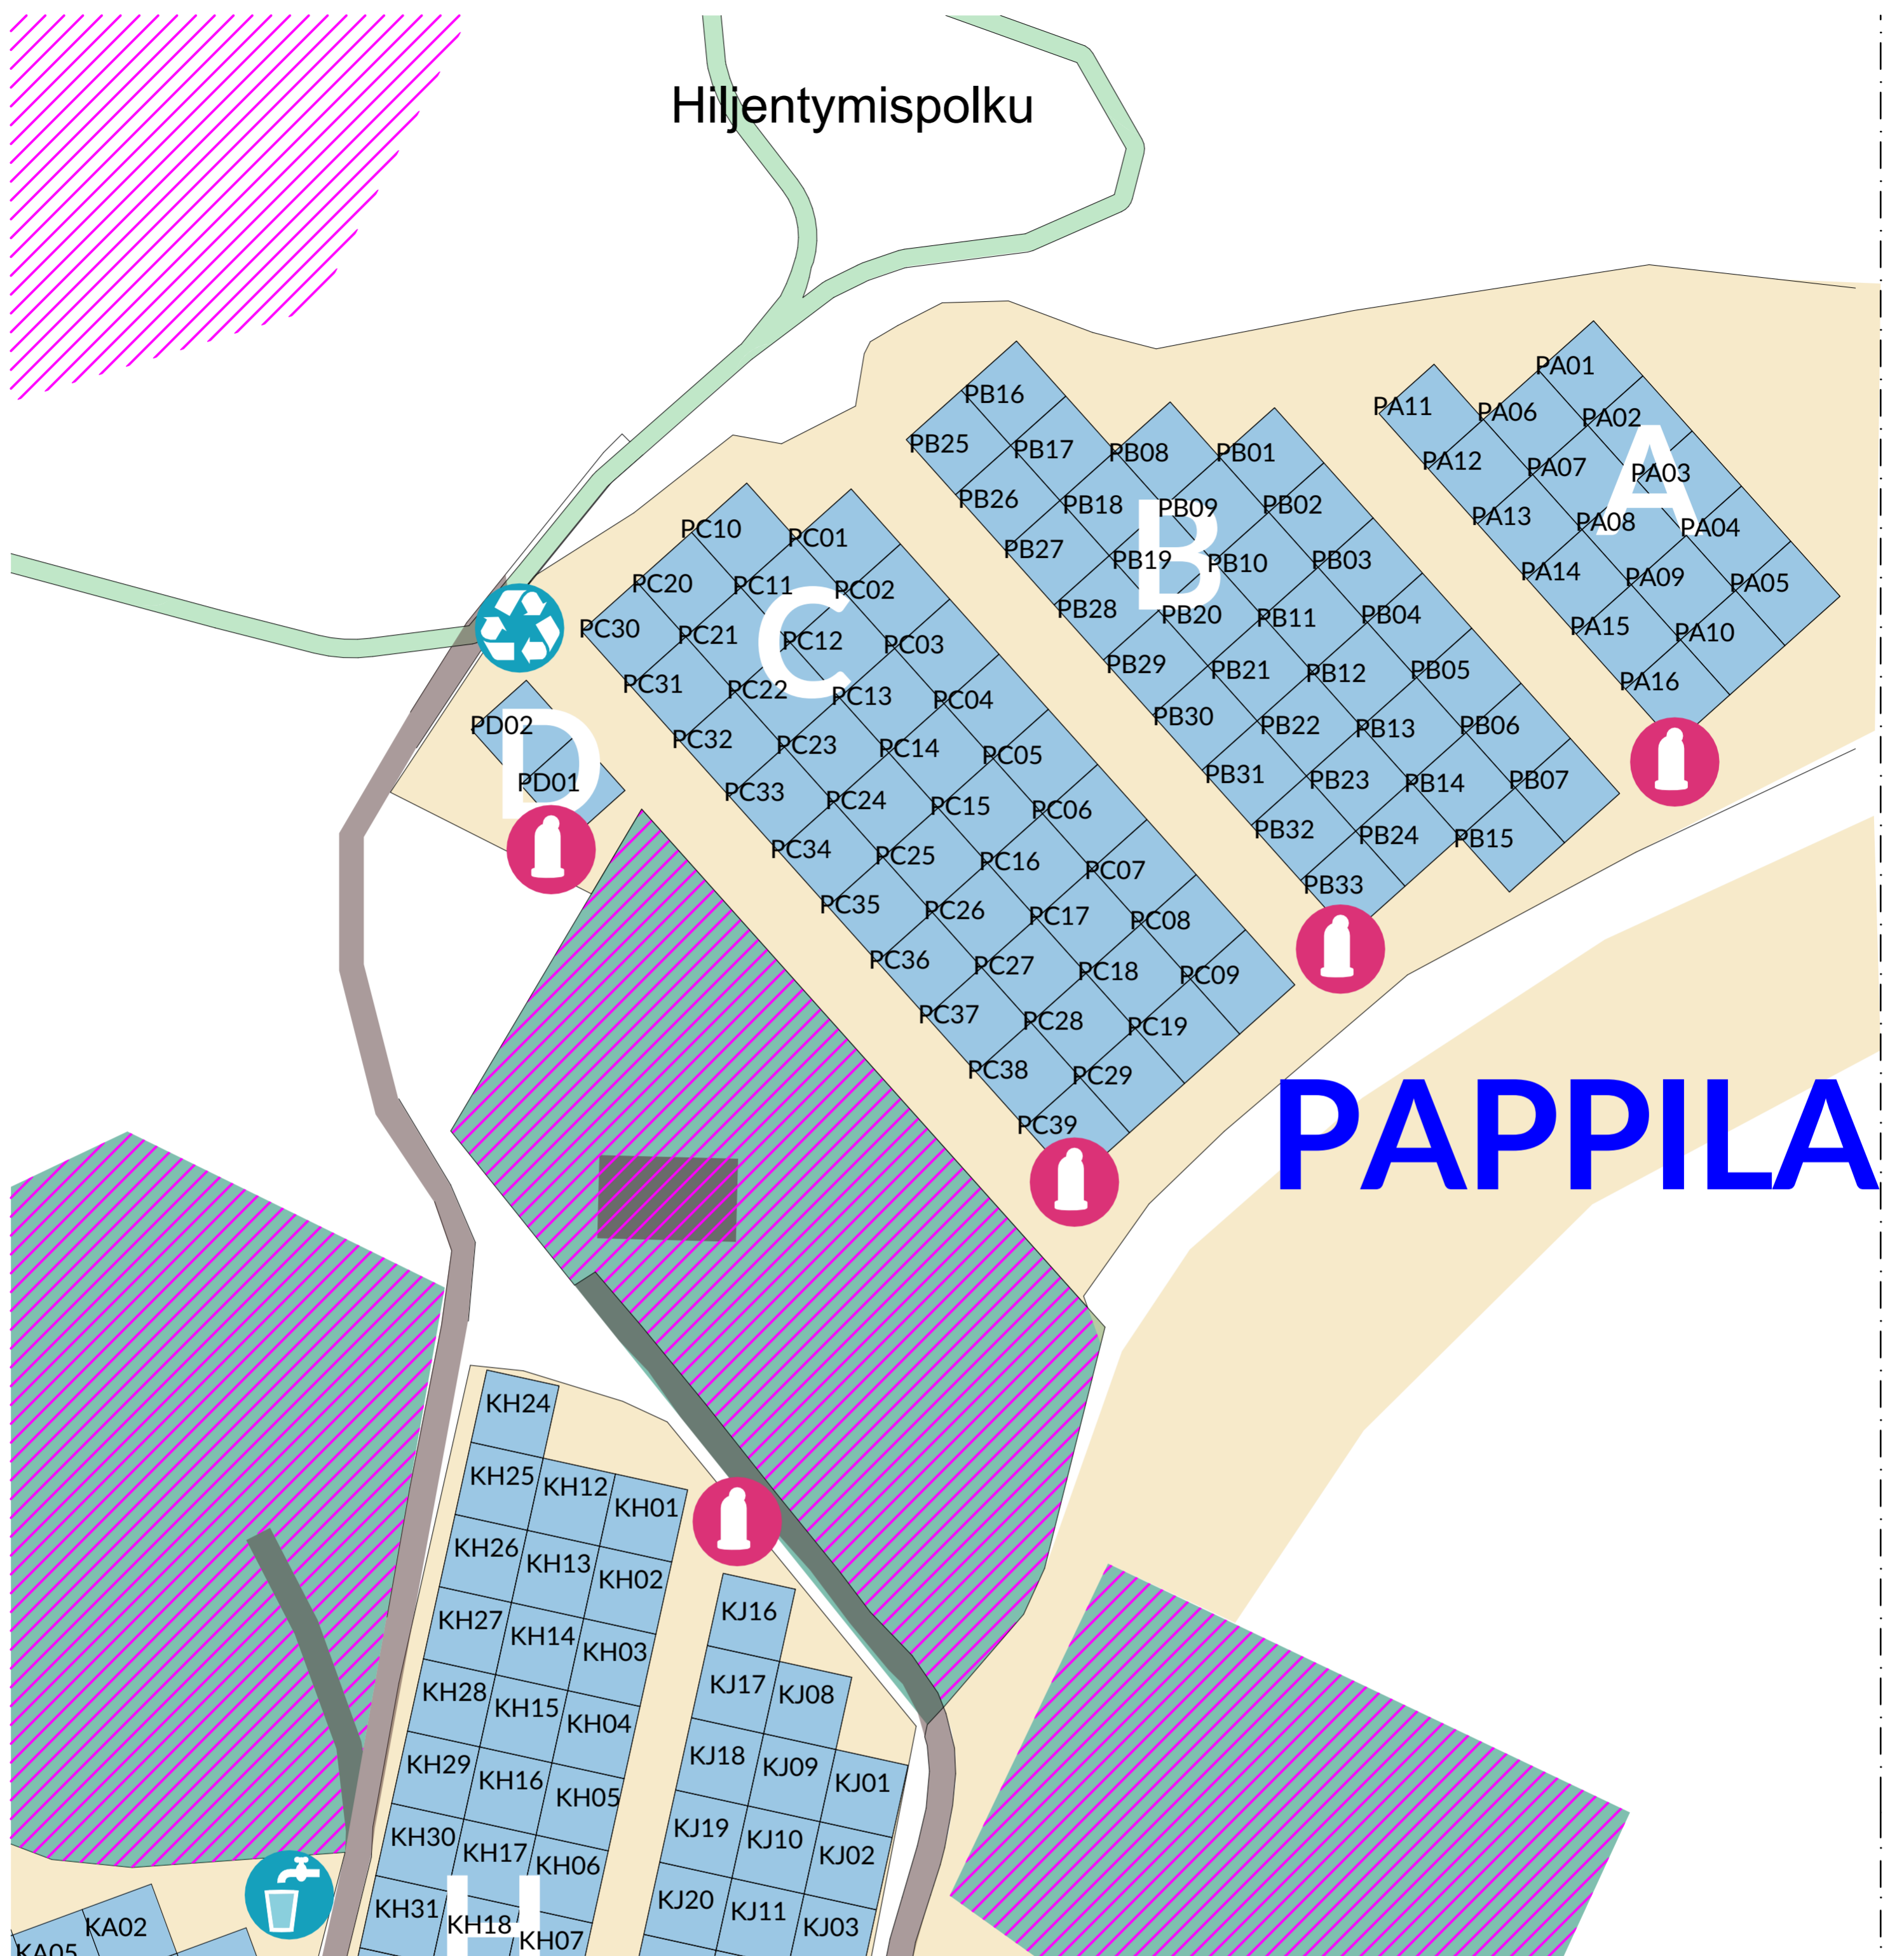 Hiljentymispolku
PA01
PA11
PA06
PA02
PA12
PA07
PA03
A
PA13
PA08
PA04
PA14
PA09
PA05
PA15
PA10
PA16
PB16
PB25
PB17
PB08
PB01
PB26
PB18
PB09
PB02
B
PB27
PB19
PB10
PB03
PB28
PB20
PB11
PB04
PB29
PB21
PB12
PB05
PB30
PB22
PB13
PB06
PB31
PB23
PB14
PB07
PB32
PB24
PB15
PB33
PC10
PC01
PC20
PC11
PC02
C
PC30
PC21
PC12
PC03
PC31
PC22
PC13
PC04
PC32
PC23
PC14
PC05
PC33
PC24
PC15
PC06
PC34
PC25
PC16
PC07
PC35
PC26
PC17
PC08
PC36
PC27
PC18
PC09
PC37
PC28
PC19
PC38
PC29
PC39
PD02
D
PD01
PAPPILA
KH24
KH25
KH12
KH01
KH26
KH13
KH02
KH27
KH14
KH03
KH28
KH15
KH04
KH29
KH16
KH05
KH30
KH17
KH06
KH31
KH18
KH07
H
KJ16
KJ17
KJ08
KJ18
KJ09
KJ01
KJ19
KJ10
KJ02
KJ20
KJ11
KJ03
KA02
KA05